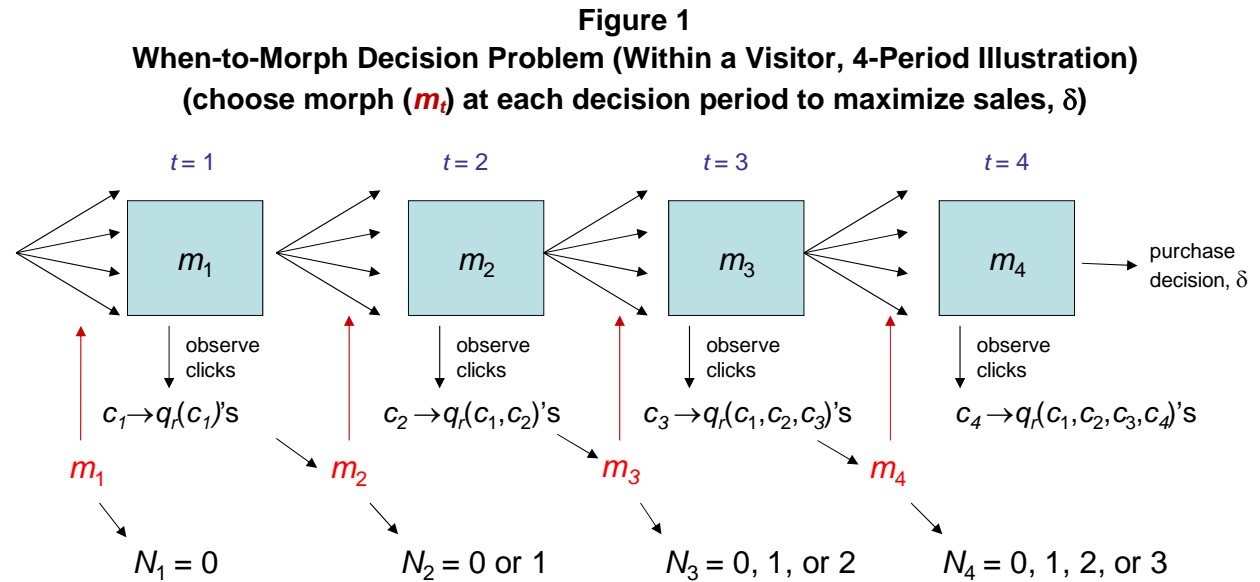 Figure 1
When-to-Morph Decision Problem (Within a Visitor, 4-Period Illustration)
(choose morph (mₜ) at each decision period to maximize sales, δ)
t = 1
t = 2
t = 3
t = 4
m₁
m₂
m₃
m₄
purchase
decision, δ
observe
clicks
observe
clicks
observe
clicks
observe
clicks
c₁→qᵣ(c₁)'s
c₂→qᵣ(c₁,c₂)'s
c₃→qᵣ(c₁,c₂,c₃)'s
c₄→qᵣ(c₁,c₂,c₃,c₄)'s
m₁
m₂
m₃
m₄
N₁ = 0
N₂ = 0 or 1
N₃ = 0, 1, or 2
N₄ = 0, 1, 2, or 3